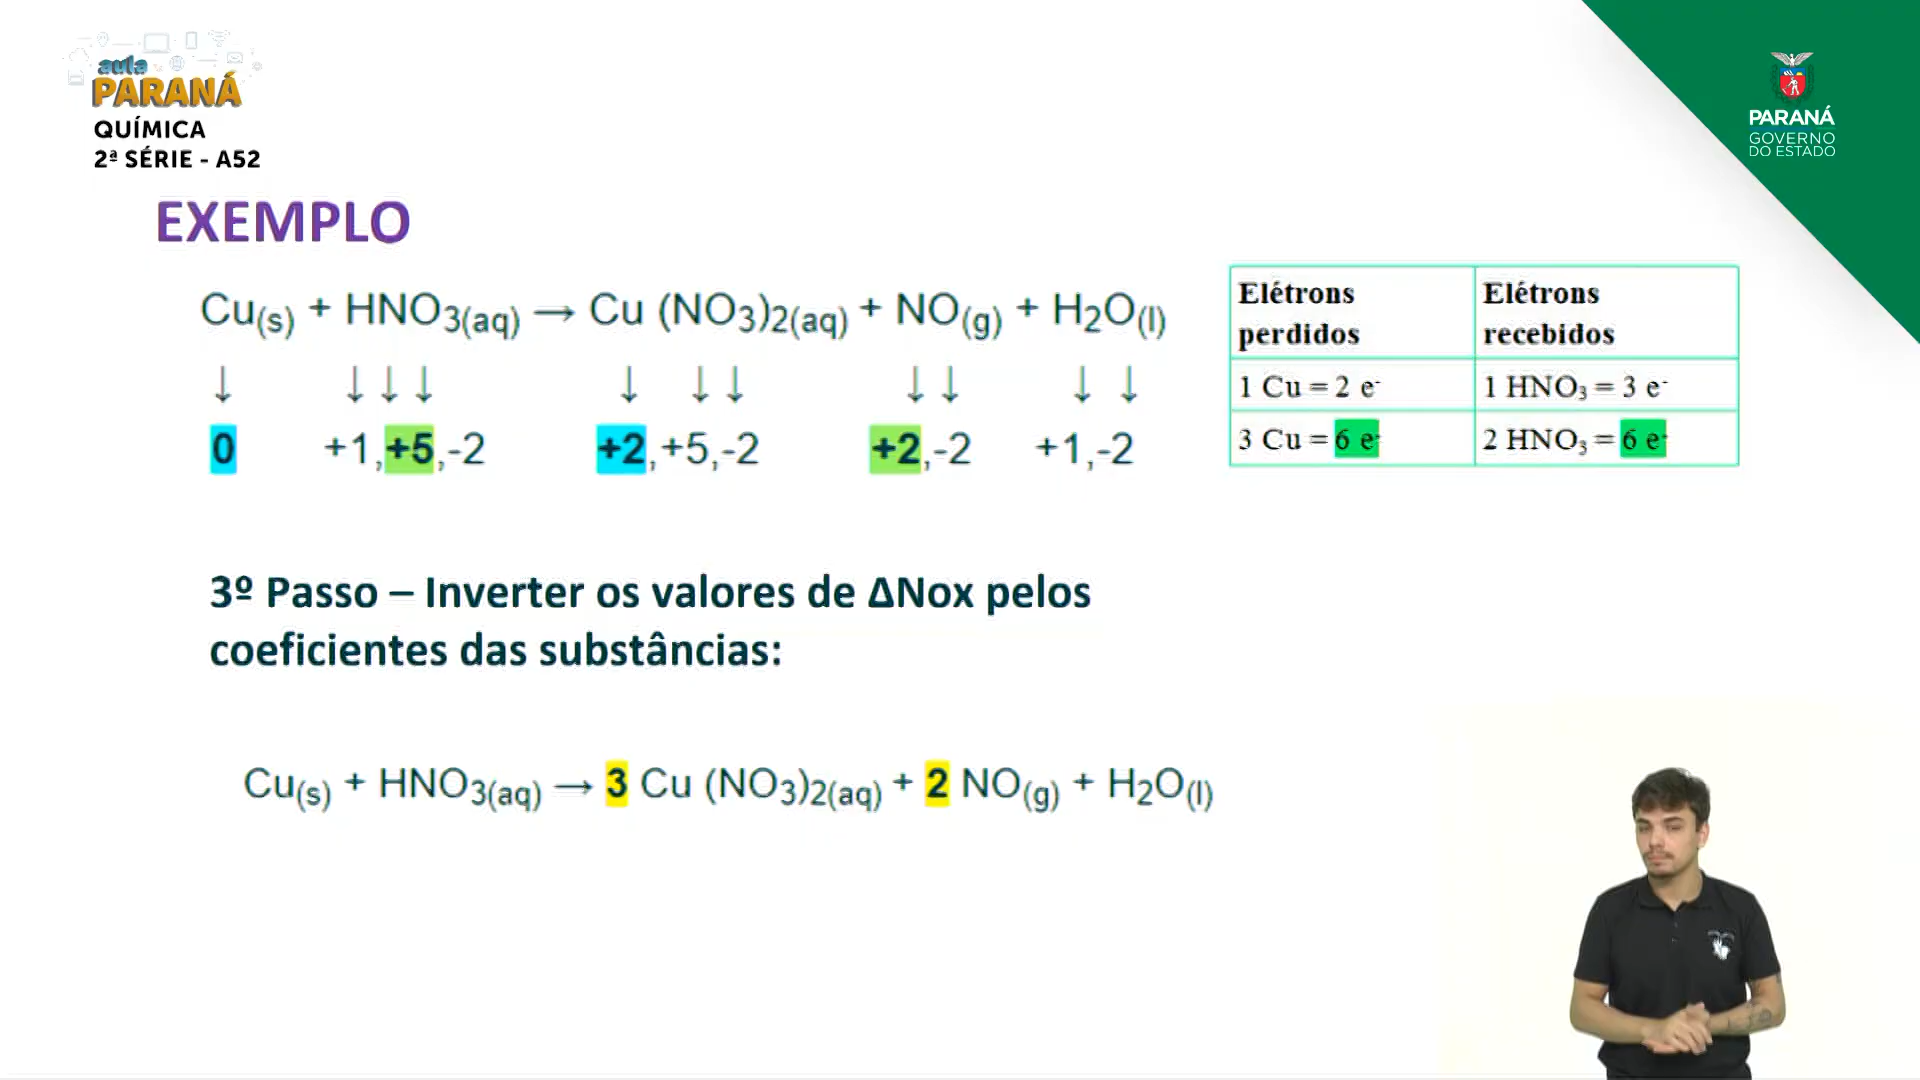 aula
PARANÁ
QUÍMICA
2ª SÉRIE - A52
PARANÁ
GOVERNO
DO ESTADO
EXEMPLO
Cu(s) + HNO3(aq) → Cu (NO3)2(aq) + NO(g) + H2O(l)
↓ ↓↓↓ ↓ ↓↓ ↓↓ ↓ ↓
0 +1,+5,-2 +2,+5,-2 +2,-2 +1,-2
Elétrons perdidos | Elétrons recebidos
1 Cu = 2 e- | 1 HNO3 = 3 e-
3 Cu = 6 e- | 2 HNO3 = 6 e-
3º Passo – Inverter os valores de ΔNox pelos
coeficientes das substâncias:
Cu(s) + HNO3(aq) → 3 Cu (NO3)2(aq) + 2 NO(g) + H2O(l)